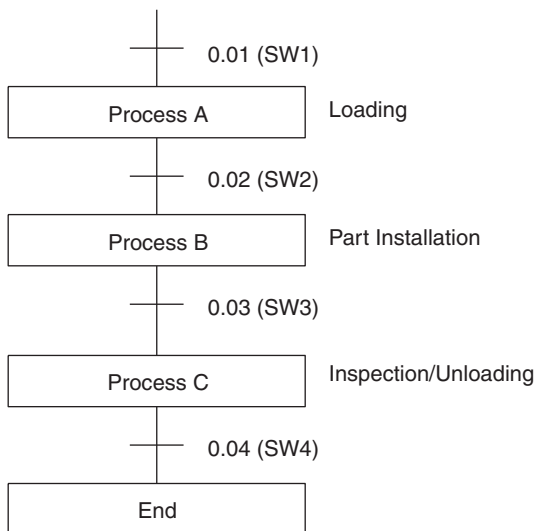 0.01 (SW1)
Process A
Loading
0.02 (SW2)
Process B
Part Installation
0.03 (SW3)
Process C
Inspection/Unloading
0.04 (SW4)
End